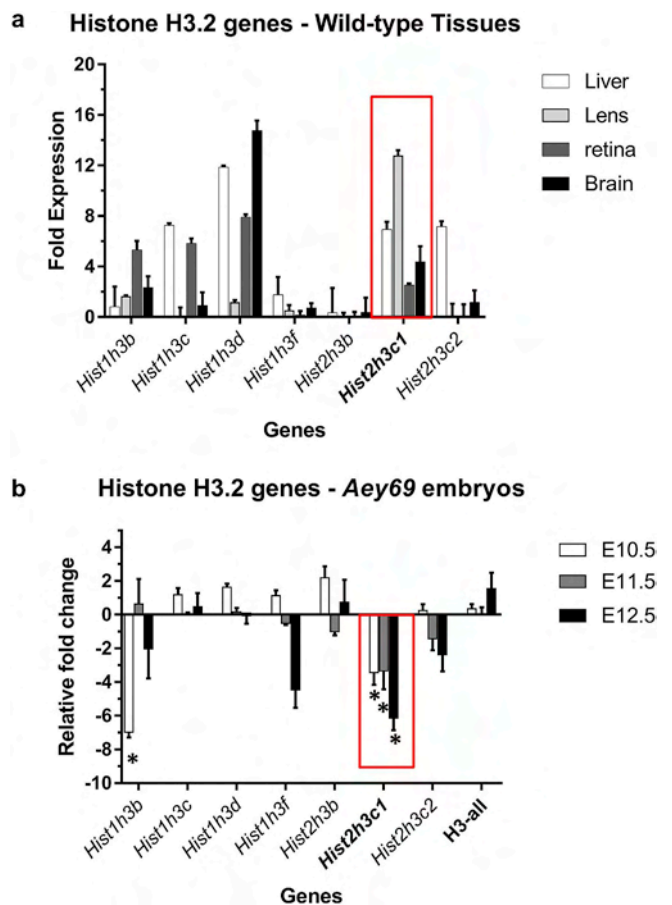 a Histone H3.2 genes - Wild-type Tissues
20
16
12
8
4
0
Fold Expression
Liver
Lens
retina
Brain
Hist1h3b
Hist1h3c
Hist1h3d
Hist1h3f
Hist2h3b
Hist2h3c1
Hist2h3c2
Genes
b Histone H3.2 genes - Aey69 embryos
4
2
0
-2
-4
-6
-8
-10
Relative fold change
E10.5
E11.5
E12.5
*
*
*
*
Hist1h3b
Hist1h3c
Hist1h3d
Hist1h3f
Hist2h3b
Hist2h3c1
Hist2h3c2
H3-all
Genes